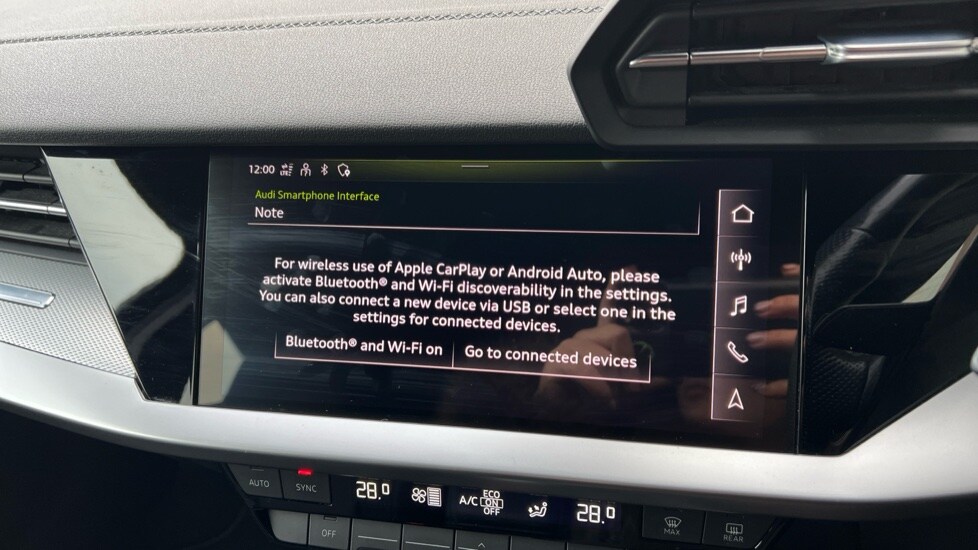 12:00 LTE
Audi Smartphone Interface
Note
For wireless use of Apple CarPlay or Android Auto, please
activate Bluetooth® and Wi-Fi discoverability in the settings.
You can also connect a new device via USB or select one in the
settings for connected devices.
Bluetooth® and Wi-Fi on
Go to connected devices
AUTO
SYNC
28.0
A/C
ECO
ON
OFF
28.0
OFF
MAX
REAR